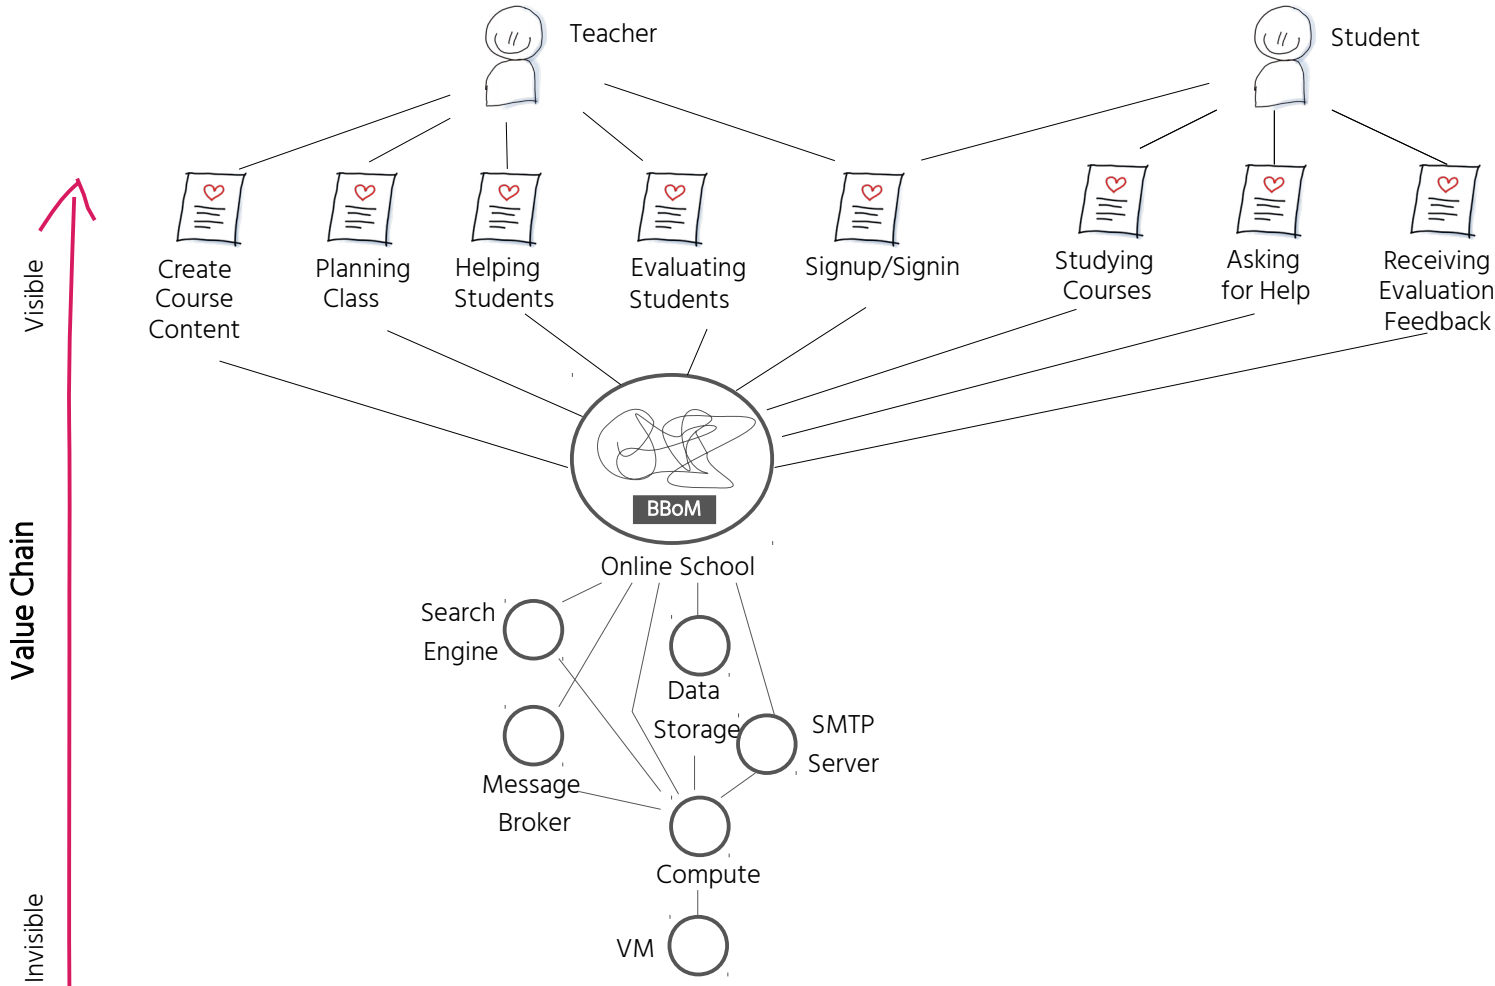 Teacher
Student
Create
Course
Content
Planning
Class
Helping
Students
Evaluating
Students
Signup/Signin
Studying
Courses
Asking
for Help
Receiving
Evaluation
Feedback
Visible
Value Chain
Invisible
BBoM
Online School
Search
Engine
Data
Storage
SMTP
Server
Message
Broker
Compute
VM